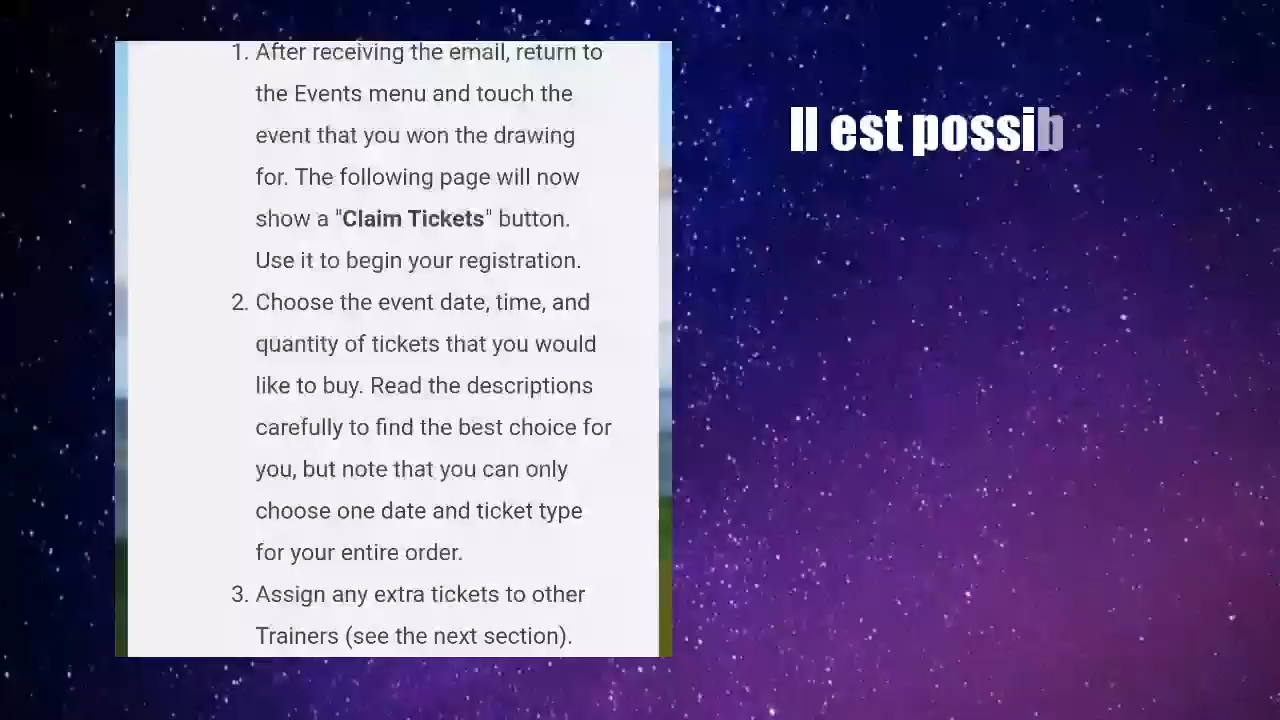 1. After receiving the email, return to
the Events menu and touch the
event that you won the drawing
for. The following page will now
show a "Claim Tickets" button.
Use it to begin your registration.
2. Choose the event date, time, and
quantity of tickets that you would
like to buy. Read the descriptions
carefully to find the best choice for
you, but note that you can only
choose one date and ticket type
for your entire order.
3. Assign any extra tickets to other
Trainers (see the next section).
Il est possib